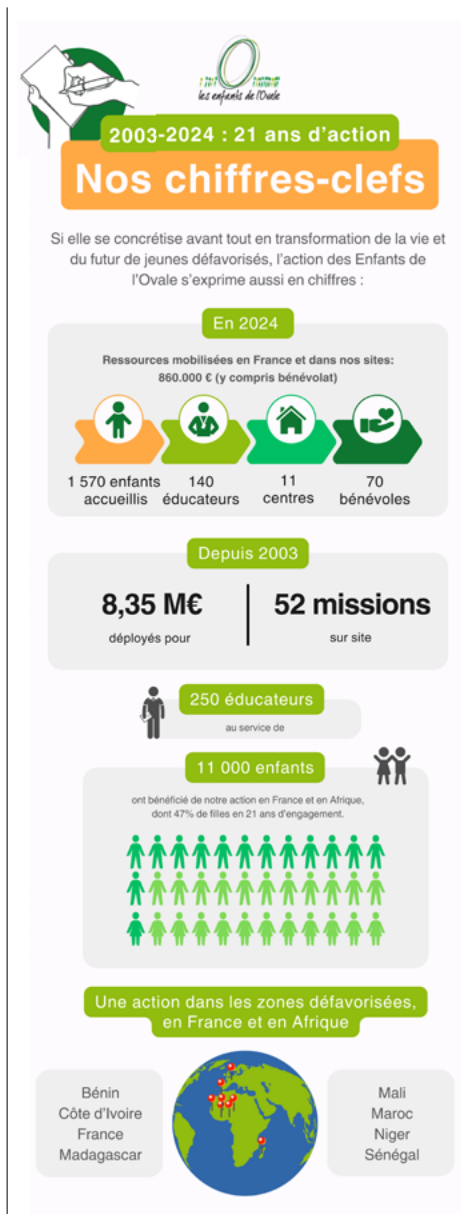 les enfants de l'Ovale
2003-2024 : 21 ans d'action
Nos chiffres-clefs
Si elle se concrétise avant tout en transformation de la vie et
du futur de jeunes défavorisés, l'action des Enfants de
l'Ovale s'exprime aussi en chiffres :
En 2024
Ressources mobilisées en France et dans nos sites:
860.000 € (y compris bénévolat)
1 570 enfants
accueillis
140
éducateurs
11
centres
70
bénévoles
Depuis 2003
8,35 M€
déployés pour
52 missions
sur site
250 éducateurs
au service de
11 000 enfants
ont bénéficié de notre action en France et en Afrique,
dont 47% de filles en 21 ans d'engagement.
Une action dans les zones défavorisées,
en France et en Afrique
Bénin
Côte d'Ivoire
France
Madagascar
Mali
Maroc
Niger
Sénégal